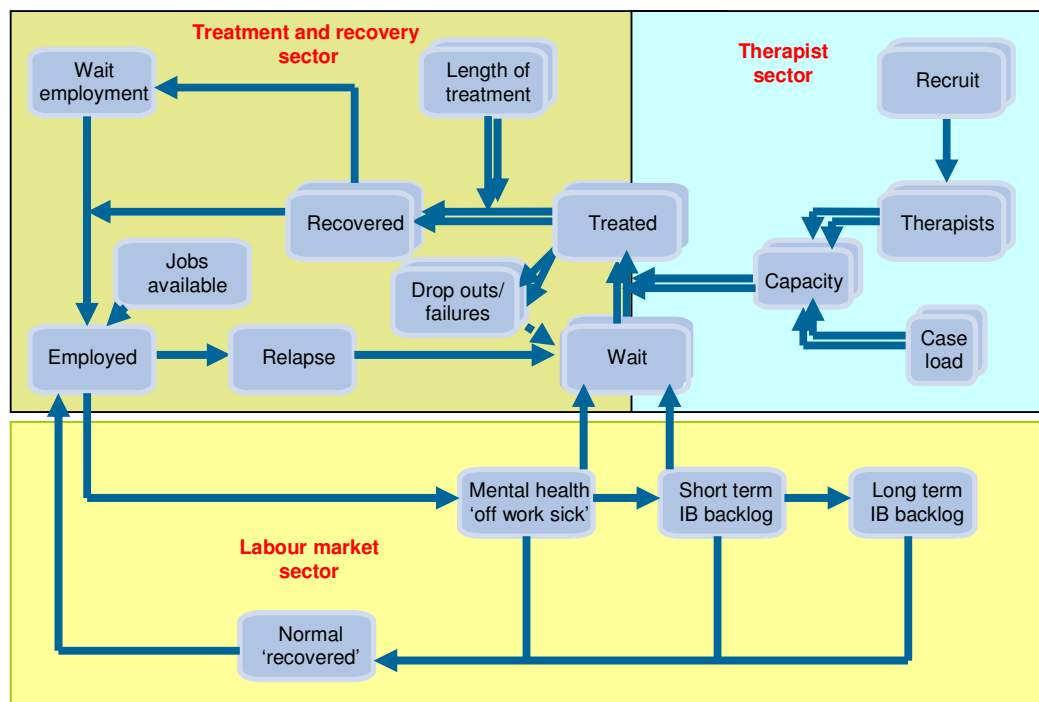 Treatment and recovery
sector
Therapist
sector
Wait
employment
Length of
treatment
Recruit
Recovered
Treated
Therapists
Jobs
available
Drop outs/
failures
Capacity
Employed
Relapse
Wait
Case
load
Mental health
‘off work sick’
Short term
IB backlog
Long term
IB backlog
Labour market
sector
Normal
‘recovered’